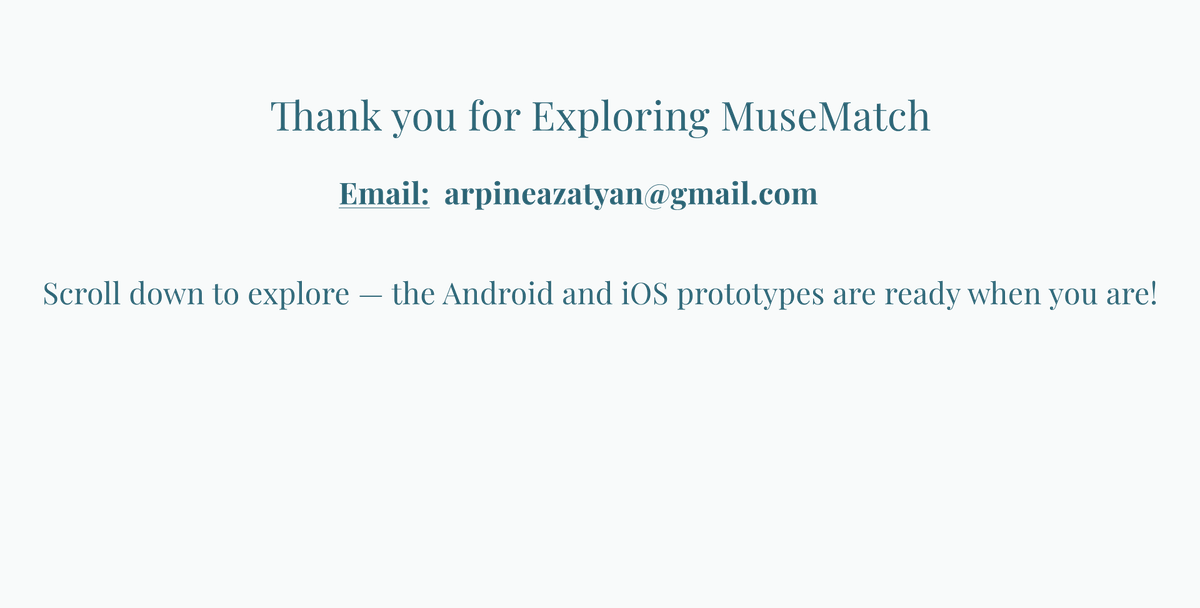 Thank you for Exploring MuseMatch
Email: arpineazatyan@gmail.com
Scroll down to explore — the Android and iOS prototypes are ready when you are!